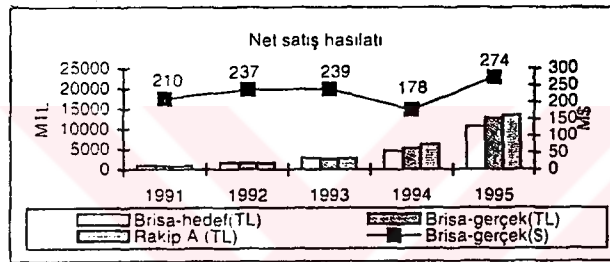 Net satış hasılatı
25000
20000
15000
10000
5000
0
MİL
210 237 239 178 274
300
250
200
150
100
50
0
M$
1991 1992 1993 1994 1995
Brisa-hedef(TL) Brisa-gerçek(TL)
Rakip A (TL) Brisa-gerçek($)